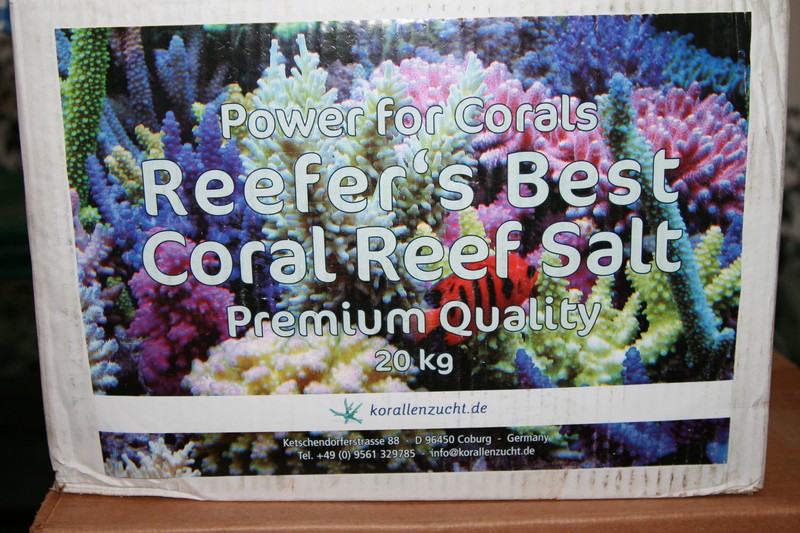 Power for Corals
Reefer‘s Best
Coral Reef Salt
Premium Quality
20 kg
korallenzucht.de
Ketschendorferstrasse 88 - D 96450 Coburg - Germany
Tel. +49 (0) 9561 329785 - info@korallenzucht.de